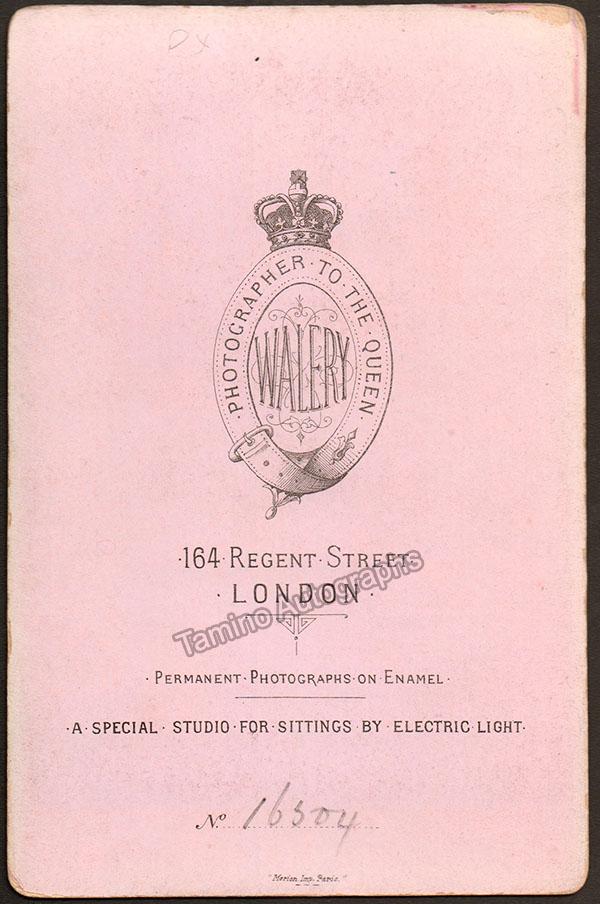 PHOTOGRAPHER · TO · THE · QUEEN ·
WALERY
· 164 · REGENT · STREET ·
· LONDON ·
Tamino Autographs
· PERMANENT · PHOTOGRAPHS · ON · ENAMEL ·
· A · SPECIAL · STUDIO · FOR · SITTINGS · BY · ELECTRIC · LIGHT ·
No. 16504